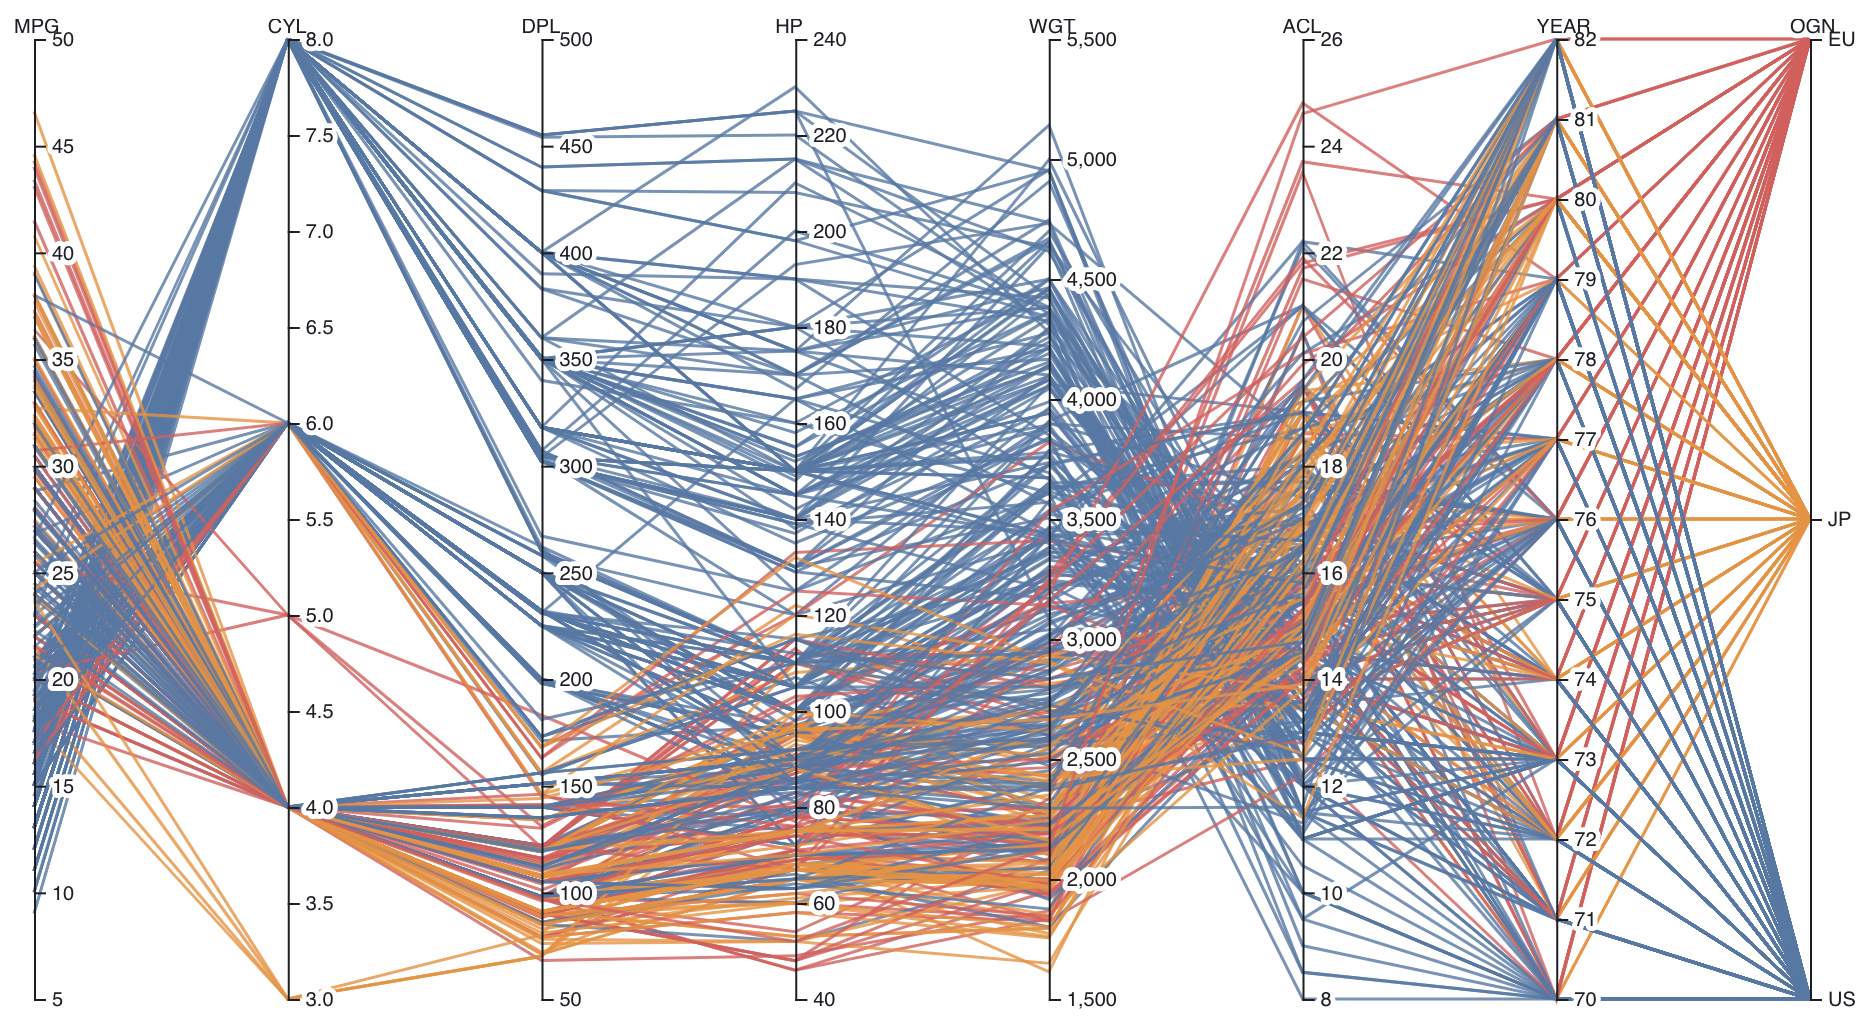 MPG CYL DPL HP WGT ACL YEAR OGN
50 8.0 500 240 5,500 26 82 EU
45 7.5 450 220 5,000 24 81
40 7.0 400 200 4,500 22 80
35 6.5 350 180 4,000 20 79
30 6.0 300 160 3,500 18 78
25 5.5 250 140 3,000 16 77
20 5.0 200 120 2,500 14 76 JP
15 4.5 150 100 2,000 12 75
10 4.0 100 80 1,500 10 74
5 3.5 50 60 8 73
3.0 40 72
71
70 US